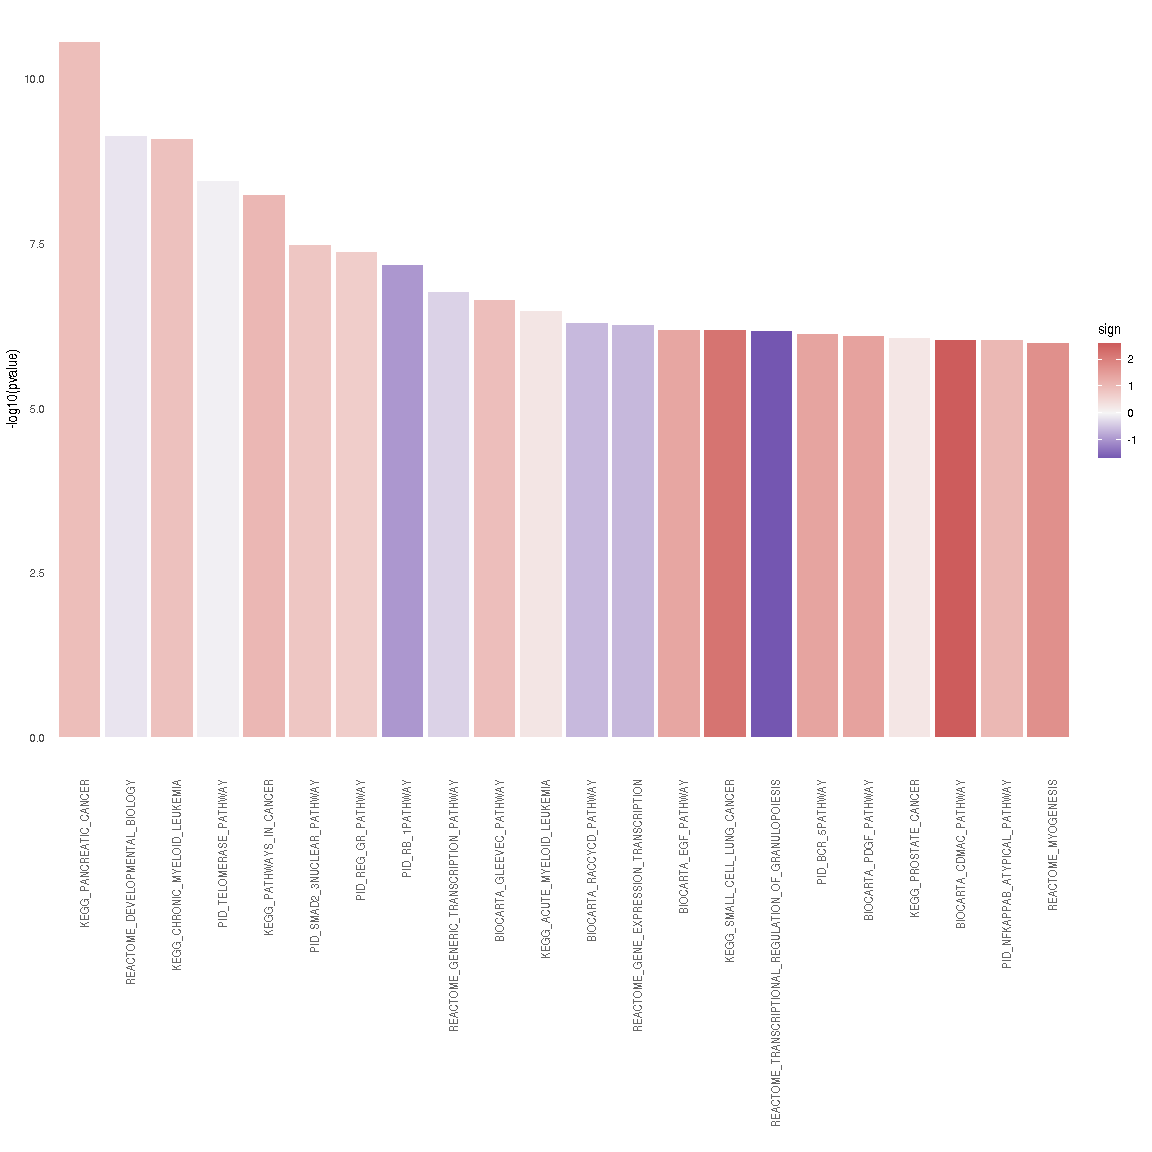 -log10(pvalue)
10.0
7.5
5.0
2.5
0.0
KEGG_PANCREATIC_CANCER
REACTOME_DEVELOPMENTAL_BIOLOGY
KEGG_CHRONIC_MYELOID_LEUKEMIA
PID_TELOMERASE_PATHWAY
KEGG_PATHWAYS_IN_CANCER
PID_SMAD2_3NUCLEAR_PATHWAY
PID_REG_GR_PATHWAY
PID_RB_1PATHWAY
REACTOME_GENERIC_TRANSCRIPTION_PATHWAY
BIOCARTA_GLEEVEC_PATHWAY
KEGG_ACUTE_MYELOID_LEUKEMIA
BIOCARTA_RACCYCD_PATHWAY
REACTOME_GENE_EXPRESSION_TRANSCRIPTION
BIOCARTA_EGF_PATHWAY
KEGG_SMALL_CELL_LUNG_CANCER
REACTOME_TRANSCRIPTIONAL_REGULATION_OF_GRANULOPOIESIS
PID_BCR_5PATHWAY
BIOCARTA_PDGF_PATHWAY
KEGG_PROSTATE_CANCER
BIOCARTA_CDMAC_PATHWAY
PID_NFKAPPAB_ATYPICAL_PATHWAY
REACTOME_MYOGENESIS
sign
2
1
0
-1